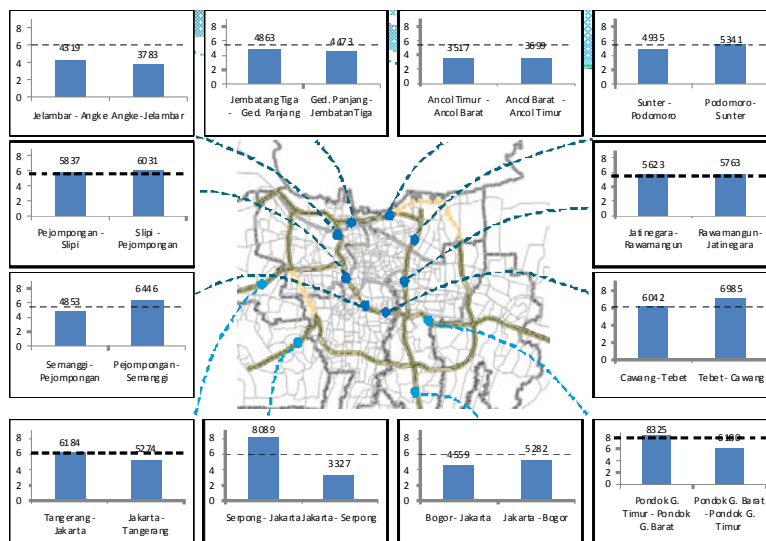 8
6
4
2
0
4319
3783
Jelambar - Angke
Angke - Jelambar
8
6
4
2
0
4863
4473
Jembatang Tiga
- Ged. Panjang
Ged. Panjang -
Jembatan Tiga
8
6
4
2
0
3517
3699
Ancol Timur -
Ancol Barat
Ancol Barat -
Ancol Timur
8
6
4
2
0
4935
5341
Sunter -
Podomoro
Podomoro -
Sunter
8
6
4
2
0
5837
6031
Pejompongan -
Slipi
Slipi -
Pejompongan
8
6
4
2
0
5623
5763
Jatinegara -
Rawamangun
Rawamangun -
Jatinegara
8
6
4
2
0
4853
6446
Semanggi -
Pejompongan
Pejompongan -
Semanggi
8
6
4
2
0
6042
6985
Cawang - Tebet
Tebet - Cawang
8
6
4
2
0
6184
5274
Tangerang -
Jakarta
Jakarta -
Tangerang
8
6
4
2
0
8089
3327
Serpong - Jakarta
Jakarta - Serpong
8
6
4
2
0
4559
5282
Bogor - Jakarta
Jakarta - Bogor
8
6
4
2
0
8325
Pondok G.
Timur - Pondok
G. Barat
Pondok G. Barat
- Pondok G.
Timur